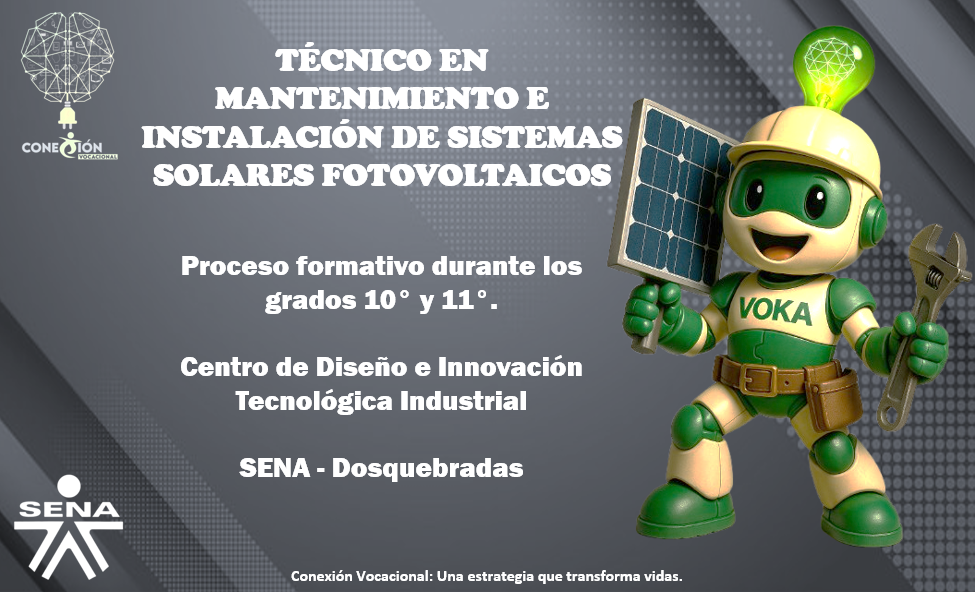 CONEXIÓN
VOCACIONAL
TÉCNICO EN
MANTENIMIENTO E
INSTALACIÓN DE SISTEMAS
SOLARES FOTOVOLTAICOS
Proceso formativo durante los
grados 10° y 11°.
Centro de Diseño e Innovación
Tecnológica Industrial
SENA - Dosquebradas
VOKA
SENA
Conexión Vocacional: Una estrategia que transforma vidas.